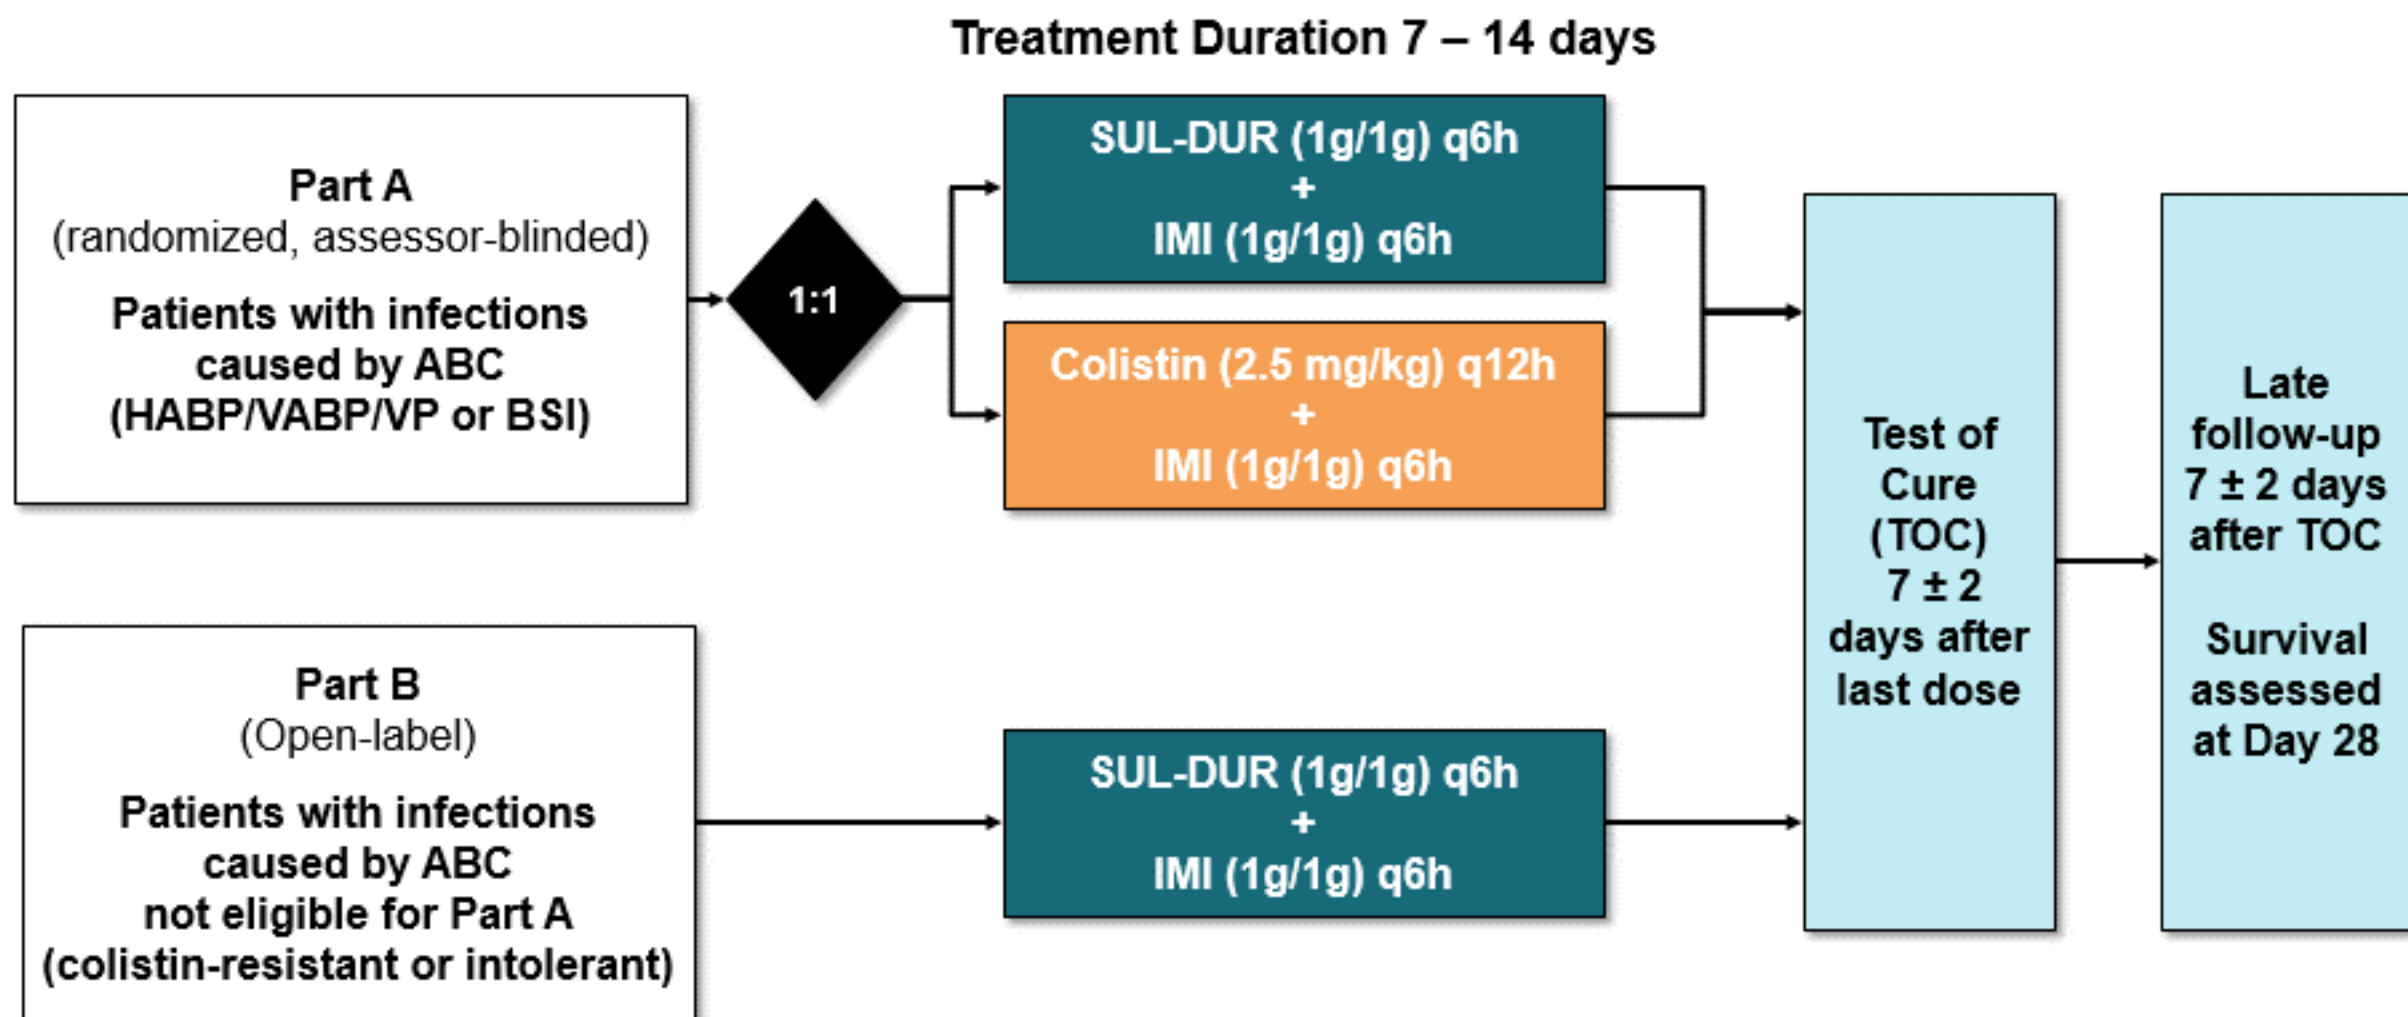 Treatment Duration 7 – 14 days
Part A
(randomized, assessor-blinded)
Patients with infections
caused by ABC
(HABP/VABP/VP or BSI)
1:1
SUL-DUR (1g/1g) q6h
+
IMI (1g/1g) q6h
Colistin (2.5 mg/kg) q12h
+
IMI (1g/1g) q6h
Part B
(Open-label)
Patients with infections
caused by ABC
not eligible for Part A
(colistin-resistant or intolerant)
SUL-DUR (1g/1g) q6h
+
IMI (1g/1g) q6h
Test of
Cure
(TOC)
7 ± 2
days after
last dose
Late
follow-up
7 ± 2 days
after TOC
Survival
assessed
at Day 28